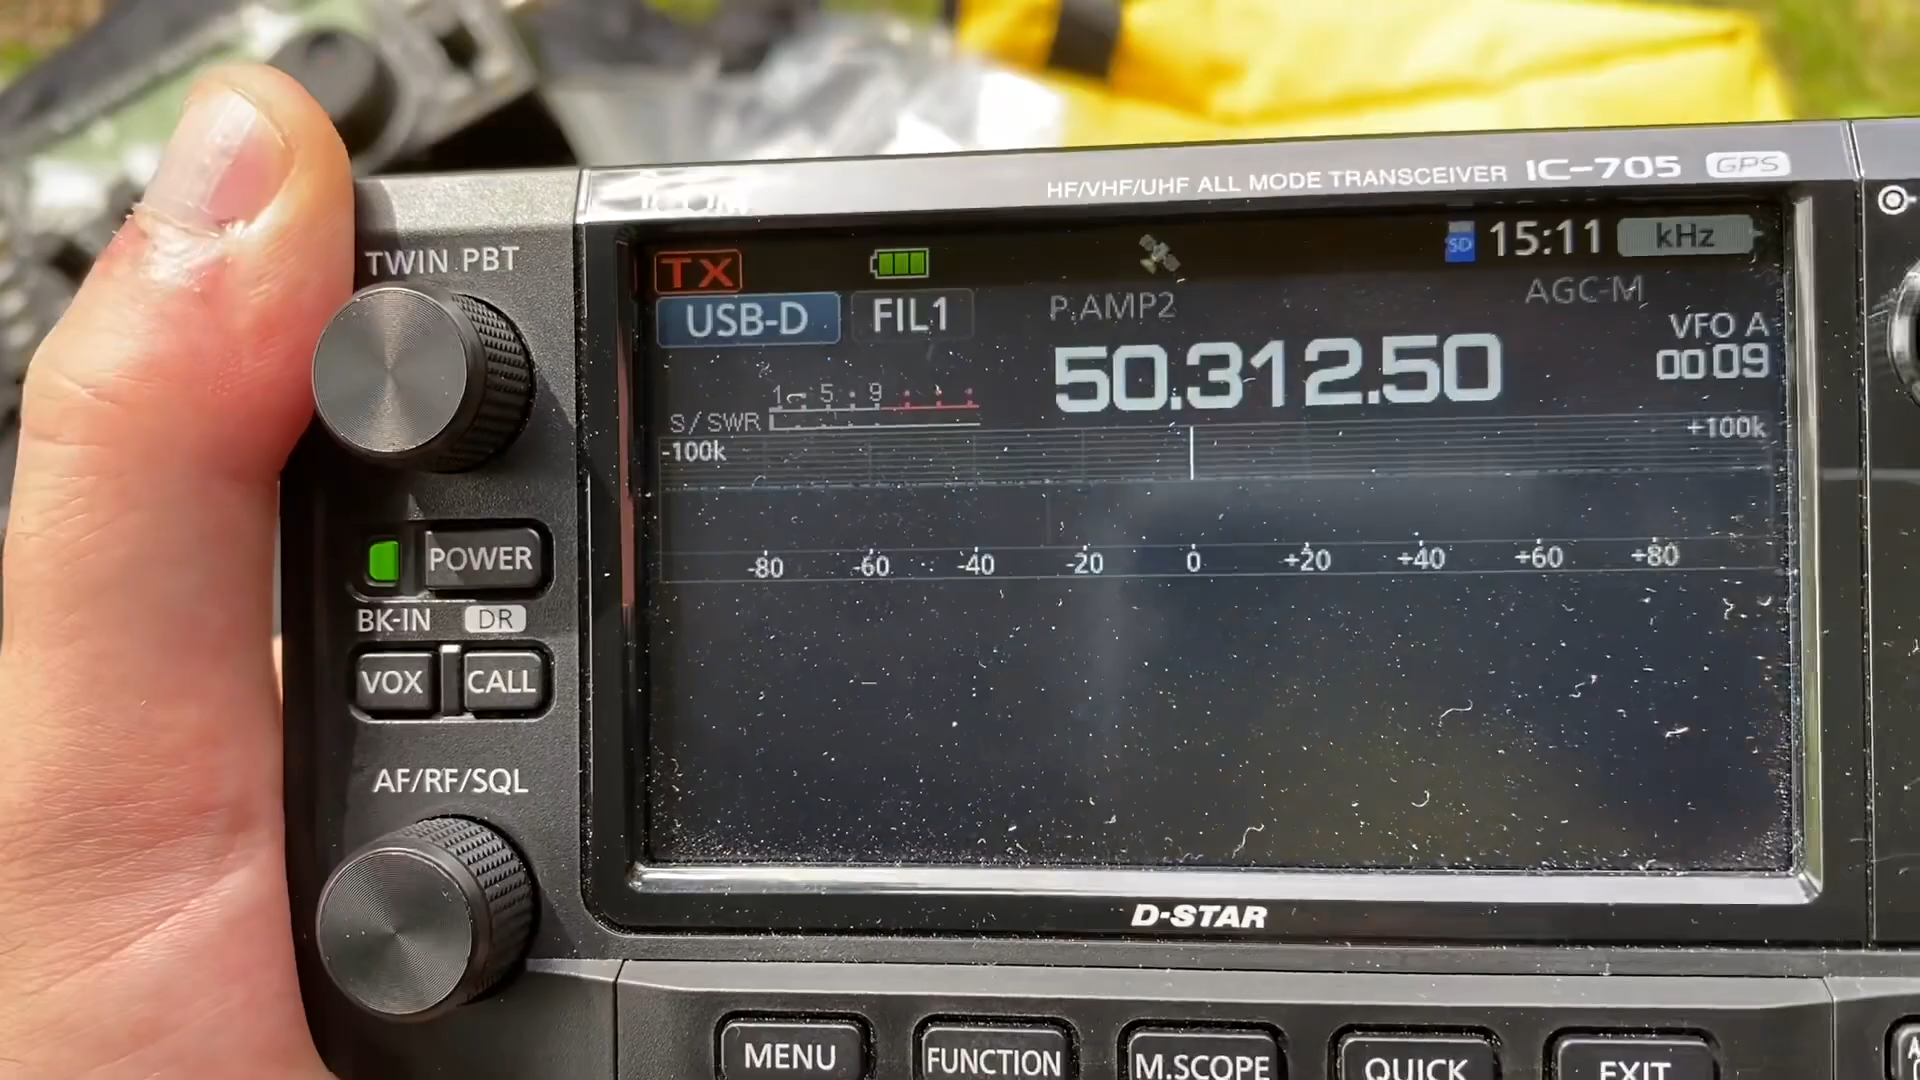 ICOM
HF/VHF/UHF ALL MODE TRANSCEIVER IC-705 GPS
TWIN PBT
TX
SD 15:11 kHz
USB-D FIL1 P.AMP2 AGC-M
VFO A
50.312.50 0009
1 5 9
S/SWR
-100k +100k
-80 -60 -40 -20 0 +20 +40 +60 +80
POWER
BK-IN DR
VOX CALL
AF/RF/SQL
D-STAR
MENU FUNCTION M.SCOPE QUICK EXIT